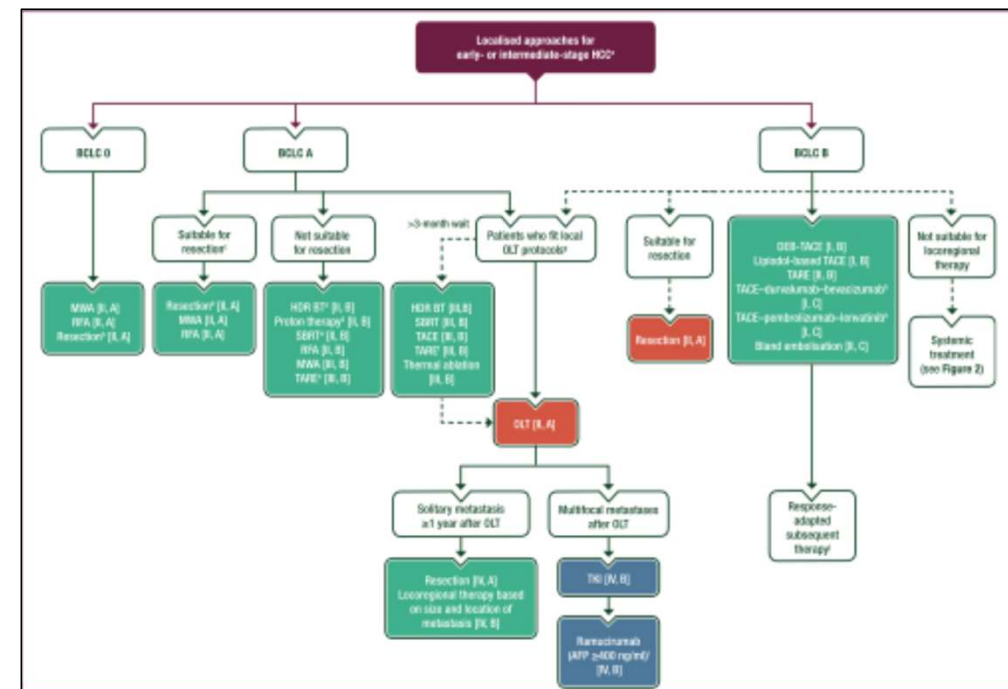 Localised approaches for
early- or intermediate-stage HCCª
BCLC 0
BCLC A
BCLC B
Suitable for
resection
Not suitable
for resection
>3-month wait
Patients who fit local
OLT protocols
Suitable for
resection
DEB-TACE [I, B]
Lipiodol-based TACE [I, B]
TARE [II, B]
TACE–durvalumab–bevacizumab
[I, C]
TACE–pembrolizumab–lenvatinib
[I, C]
Bland embolisation [II, C]
Not suitable for
locoregional
therapy
MWA [II, A]
RFA [II, A]
Resection [II, A]
Resection [II, A]
MWA [II, A]
RFA [II, A]
HDR BT [II, B]
Proton therapy [II, B]
SBRT [II, B]
RFA [II, B]
MWA [III, B]
TARE [III, B]
HDR BT [III,B]
SBRT [III, B]
TACE [III, B]
TARE [III, B]
Thermal ablation
[III, B]
Resection [II, A]
Systemic
treatment
(see Figure 2)
OLT [II, A]
Solitary metastasis
≥1 year after OLT
Multifocal metastases
after OLT
Response-
adapted
subsequent
therapy
Resection [IV, A]
Locoregional therapy based
on size and location of
metastasis [IV, B]
TKI [IV, B]
Ramucirumab
(AFP ≥400 ng/ml)
[IV, B]